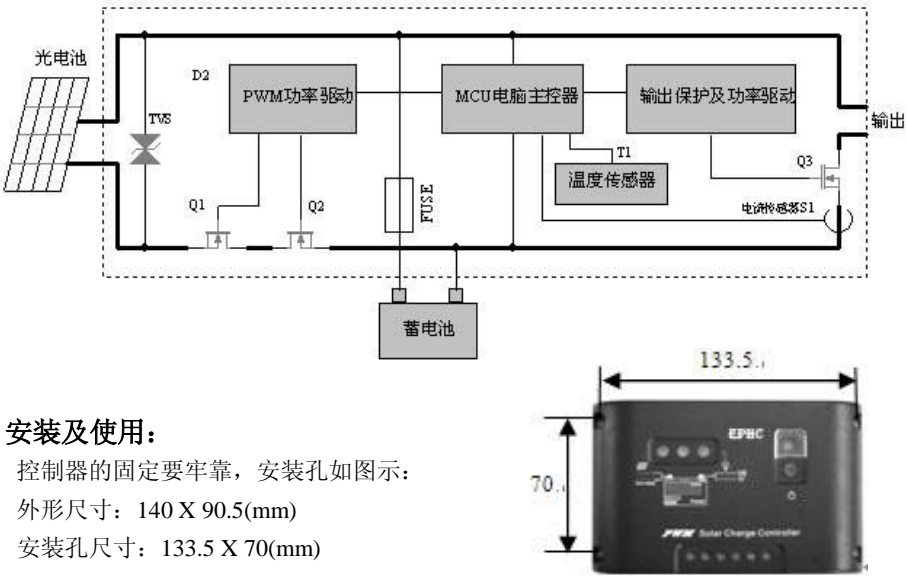 光电池
D2
PWM功率驱动
MCU电脑主控器
输出保护及功率驱动
输出
TVS
T1
温度传感器
Q3
Q1
Q2
FUSE
电流传感器S1
蓄电池
133.5
安装及使用：
EPHC
控制器的固定要牢靠，安装孔如图示：
70
外形尺寸：140 X 90.5(mm)
安装孔尺寸：133.5 X 70(mm)
PWM Solar Charge Controller